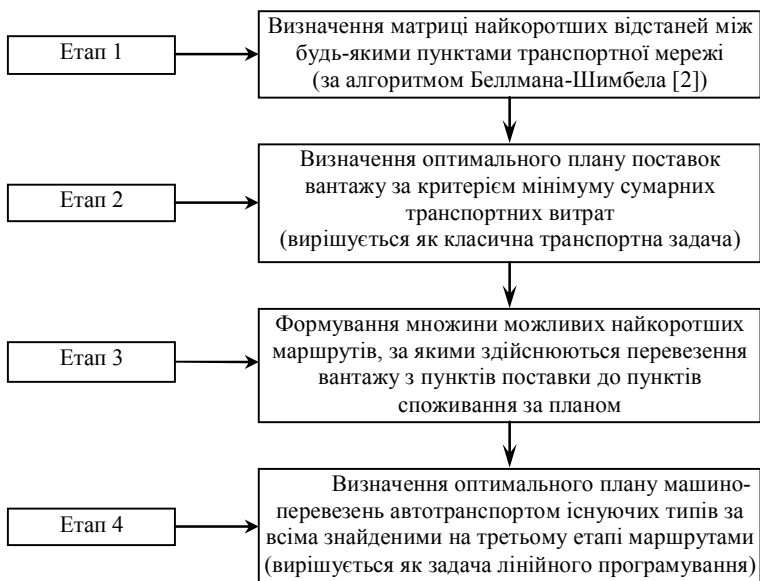 Етап 1
Визначення матриці найкоротших відстаней між
будь-якими пунктами транспортної мережі
(за алгоритмом Беллмана-Шимбела [2])
Етап 2
Визначення оптимального плану поставок
вантажу за критерієм мінімуму сумарних
транспортних витрат
(вирішується як класична транспортна задача)
Етап 3
Формування множини можливих найкоротших
маршрутів, за якими здійснюються перевезення
вантажу з пунктів поставки до пунктів
споживання за планом
Етап 4
Визначення оптимального плану машино-
перевезень автотранспортом існуючих типів за
всіма знайденими на третьому етапі маршрутами
(вирішується як задача лінійного програмування)